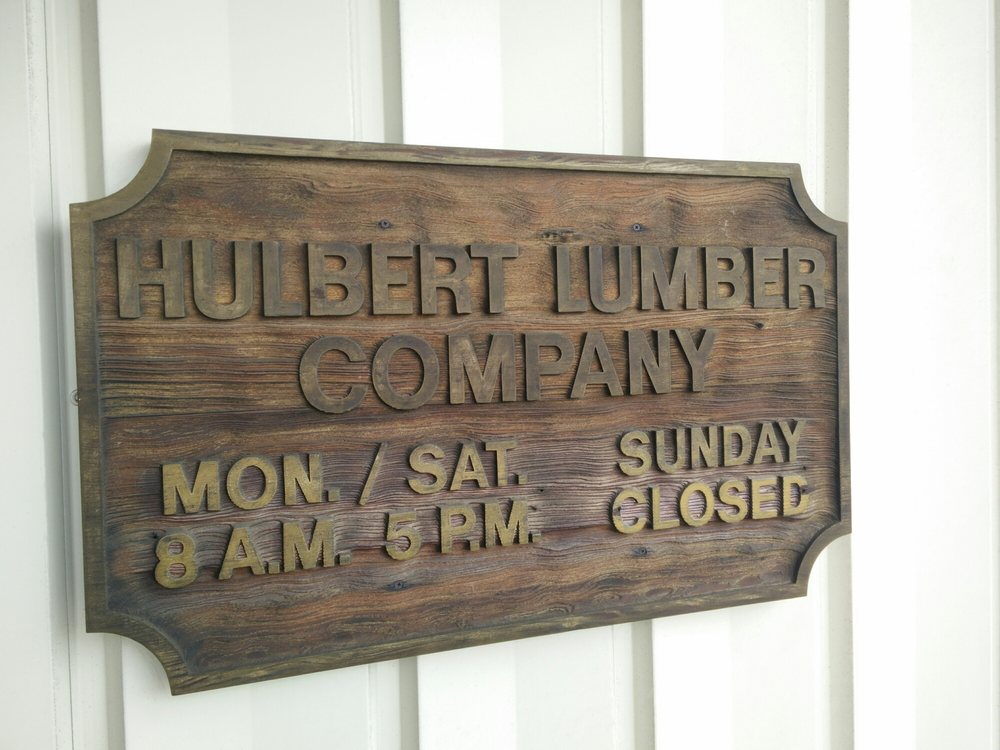 HULBERT LUMBER
COMPANY
MON. / SAT.
8 A.M. 5 P.M.
SUNDAY
CLOSED